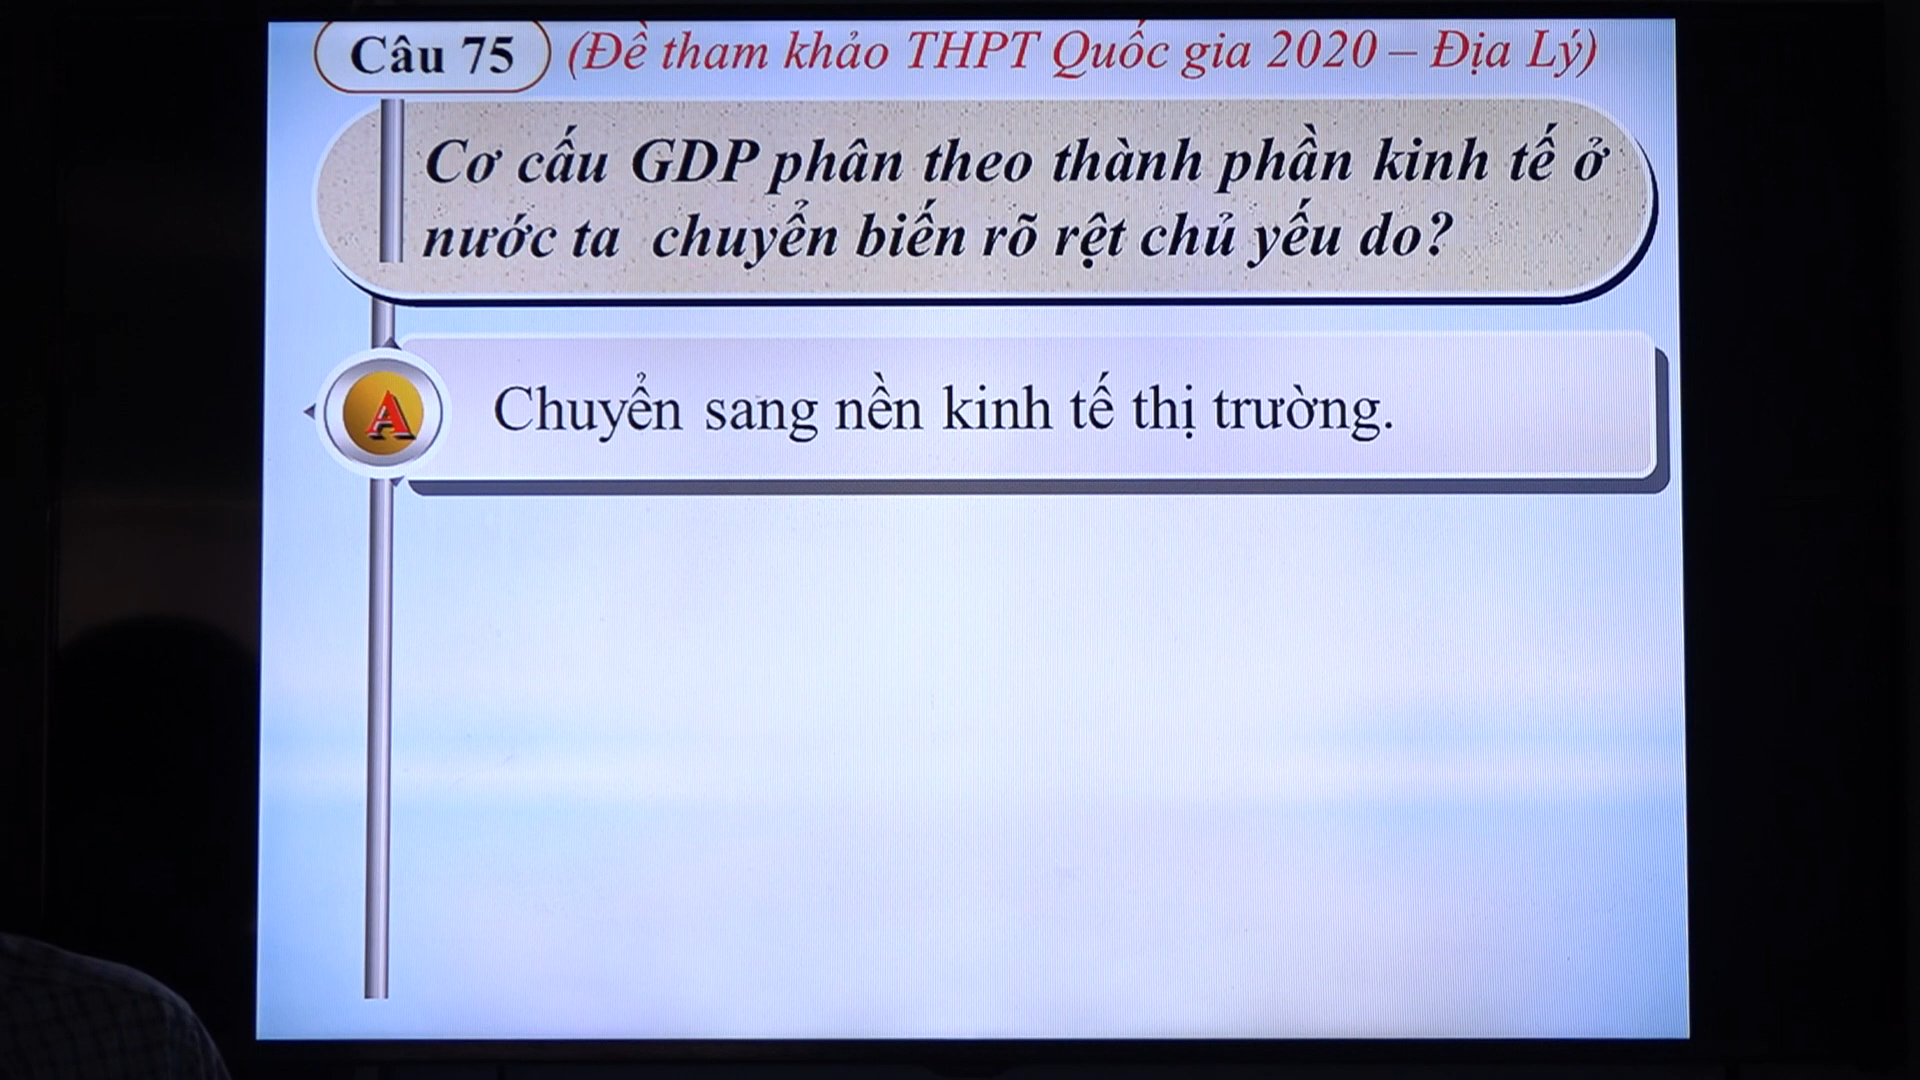 Câu 75 (Đề tham khảo THPT Quốc gia 2020 – Địa Lý)
Cơ cấu GDP phân theo thành phần kinh tế ở
nước ta chuyển biến rõ rệt chủ yếu do?
A Chuyển sang nền kinh tế thị trường.